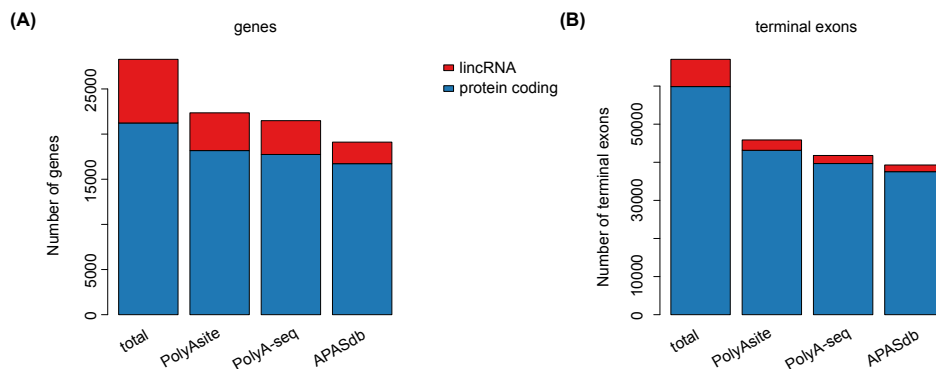 (A)
genes
Number of genes
0
5000
15000
25000
total
PolyAsite
PolyA-seq
APASdb
lincRNA
protein coding
(B)
terminal exons
Number of terminal exons
0
10000
30000
50000
total
PolyAsite
PolyA-seq
APASdb